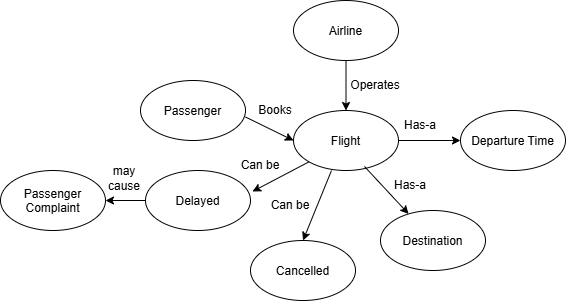 Airline
Operates
Passenger
Books
Flight
Has-a
Departure Time
Can be
may
cause
Passenger
Complaint
Delayed
Can be
Has-a
Destination
Cancelled